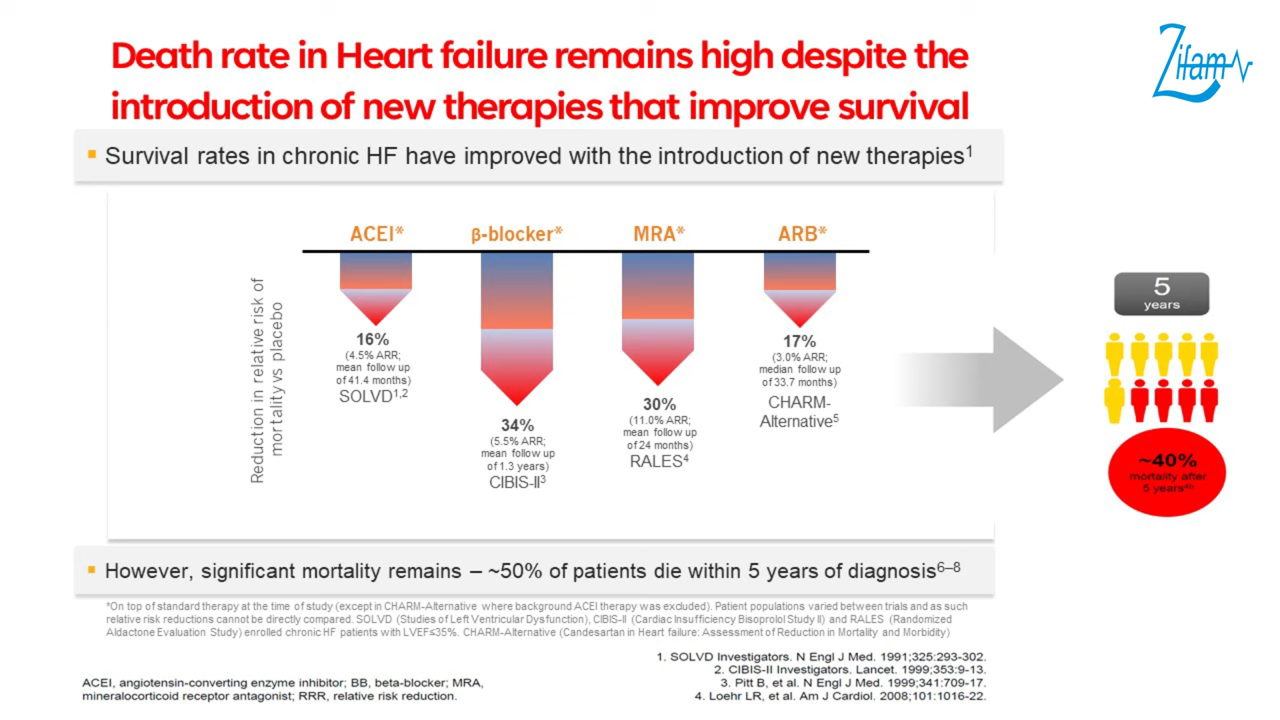 Death rate in Heart failure remains high despite the
introduction of new therapies that improve survival
Zifam
▪ Survival rates in chronic HF have improved with the introduction of new therapies¹
Reduction in relative risk of
mortality vs placebo
ACEI*
16%
(4.5% ARR;
mean follow up
of 41.4 months)
SOLVD¹,²
β-blocker*
34%
(5.5% ARR;
mean follow up
of 1.3 years)
CIBIS-II³
MRA*
30%
(11.0% ARR;
mean follow up
of 24 months)
RALES⁴
ARB*
17%
(3.0% ARR;
median follow up
of 33.7 months)
CHARM-
Alternative⁵
5
years
~40%
mortality after
5 years⁴ᵇ
▪ However, significant mortality remains – ~50% of patients die within 5 years of diagnosis⁶⁻⁸
*On top of standard therapy at the time of study (except in CHARM-Alternative where background ACEI therapy was excluded). Patient populations varied between trials and as such
relative risk reductions cannot be directly compared. SOLVD (Studies of Left Ventricular Dysfunction), CIBIS-II (Cardiac Insufficiency Bisoprolol Study II) and RALES (Randomized
Aldactone Evaluation Study) enrolled chronic HF patients with LVEF≤35%. CHARM-Alternative (Candesartan in Heart failure: Assessment of Reduction in Mortality and Morbidity)
ACEI, angiotensin-converting enzyme inhibitor; BB, beta-blocker; MRA,
mineralocorticoid receptor antagonist; RRR, relative risk reduction.
1. SOLVD Investigators. N Engl J Med. 1991;325:293-302.
2. CIBIS-II Investigators. Lancet. 1999;353:9-13.
3. Pitt B, et al. N Engl J Med. 1999;341:709-17.
4. Loehr LR, et al. Am J Cardiol. 2008;101:1016-22.